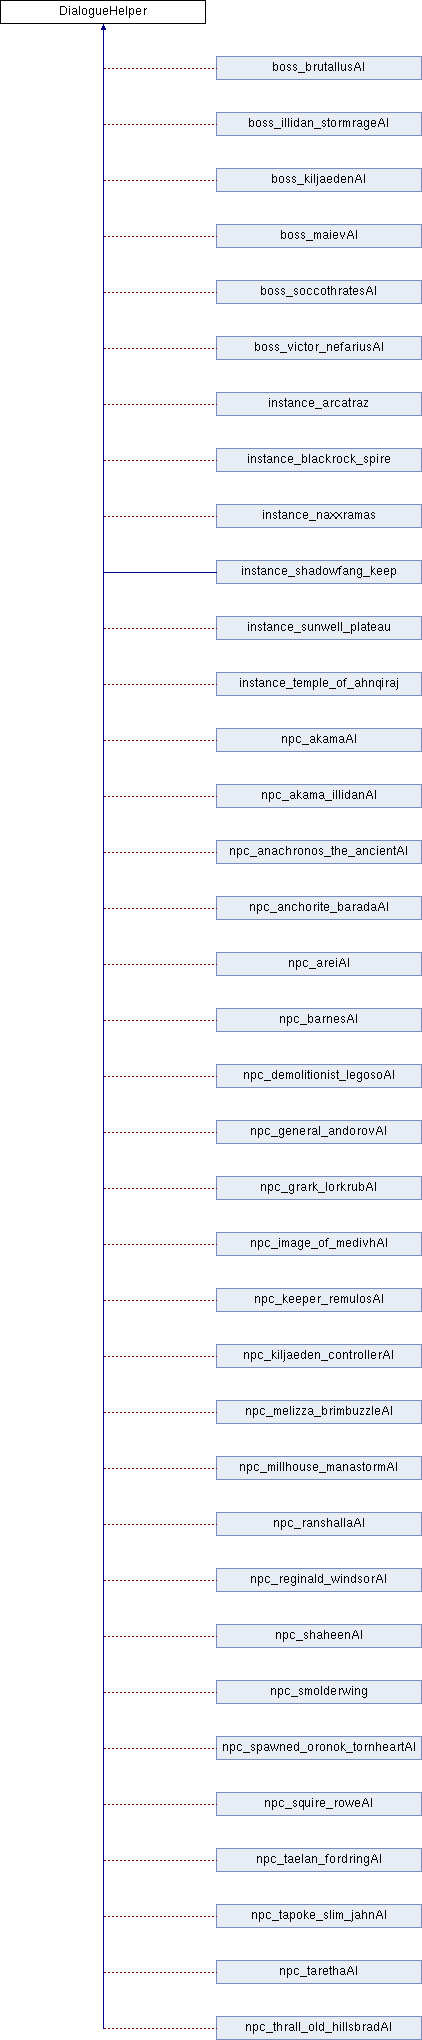 DialogueHelper
boss_brutallusAI
boss_illidan_stormrageAI
boss_kiljaedenAI
boss_maievAI
boss_soccothratesAI
boss_victor_nefariusAI
instance_arcatraz
instance_blackrock_spire
instance_naxxramas
instance_shadowfang_keep
instance_sunwell_plateau
instance_temple_of_ahnqiraj
npc_akamaAI
npc_akama_illidanAI
npc_anachronos_the_ancientAI
npc_anchorite_baradaAI
npc_areiAI
npc_barnesAI
npc_demolitionist_legosoAI
npc_general_andorovAI
npc_grark_lorkrubAI
npc_image_of_medivhAI
npc_keeper_remulosAI
npc_kiljaeden_controllerAI
npc_melizza_brimbuzzleAI
npc_millhouse_manastormAI
npc_ranshallaAI
npc_reginald_windsorAI
npc_shaheenAI
npc_smolderwing
npc_spawned_oronok_tornheartAI
npc_squire_roweAI
npc_taelan_fordringAI
npc_tapoke_slim_jahnAI
npc_tarethaAI
npc_thrall_old_hillsbradAI